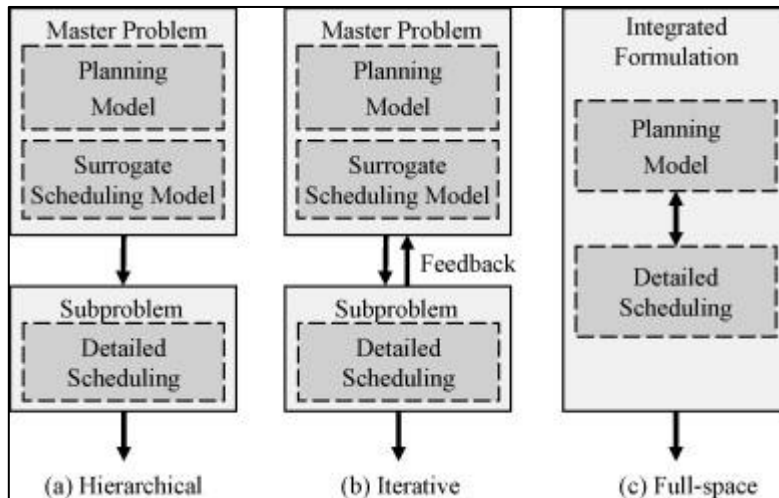 Master Problem
Planning
Model
Surrogate
Scheduling Model
Subproblem
Detailed
Scheduling
(a) Hierarchical
Master Problem
Planning
Model
Surrogate
Scheduling Model
Feedback
Subproblem
Detailed
Scheduling
(b) Iterative
Integrated
Formulation
Planning
Model
Detailed
Scheduling
(c) Full-space